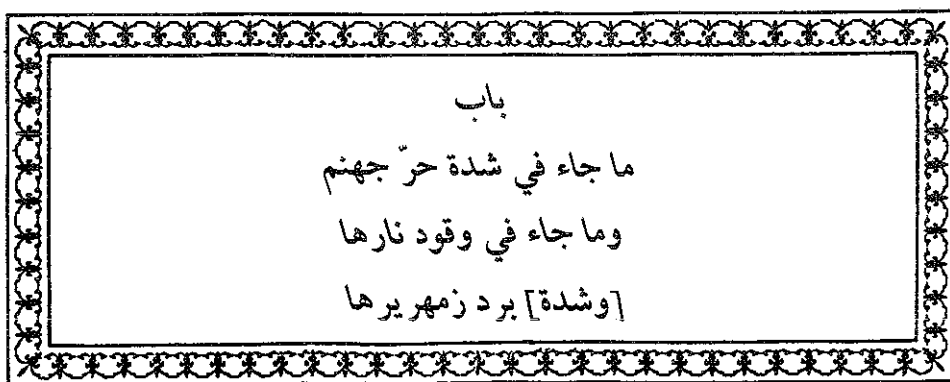 باب
ما جاء في شدة حرّ جهنم
وما جاء في وقود نارها
[وشدة] برد زمهريرها